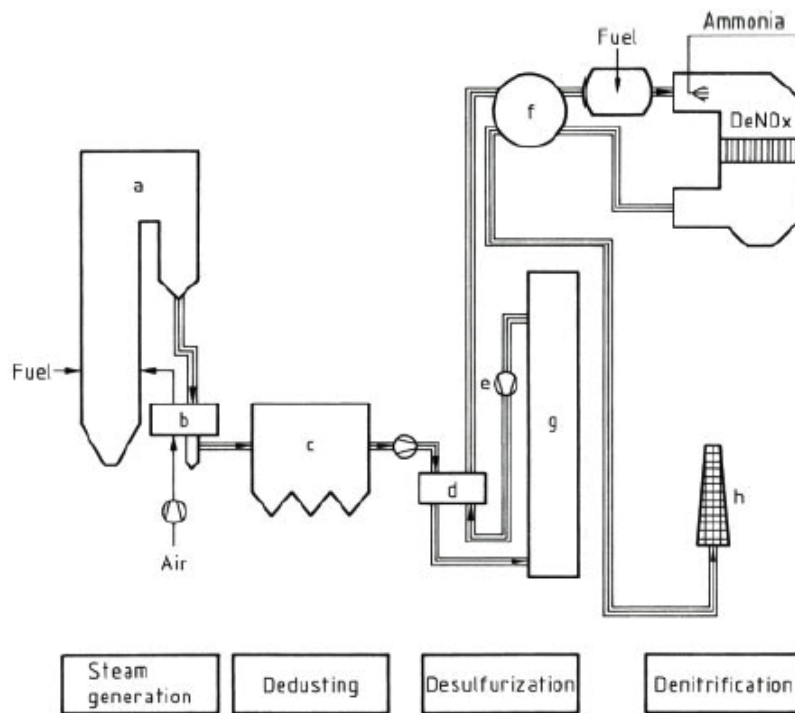 Ammonia
Fuel
f
DeNOx
a
Fuel
b
c
d
e
g
h
Air
Steam
generation
Dedusting
Desulfurization
Denitrification